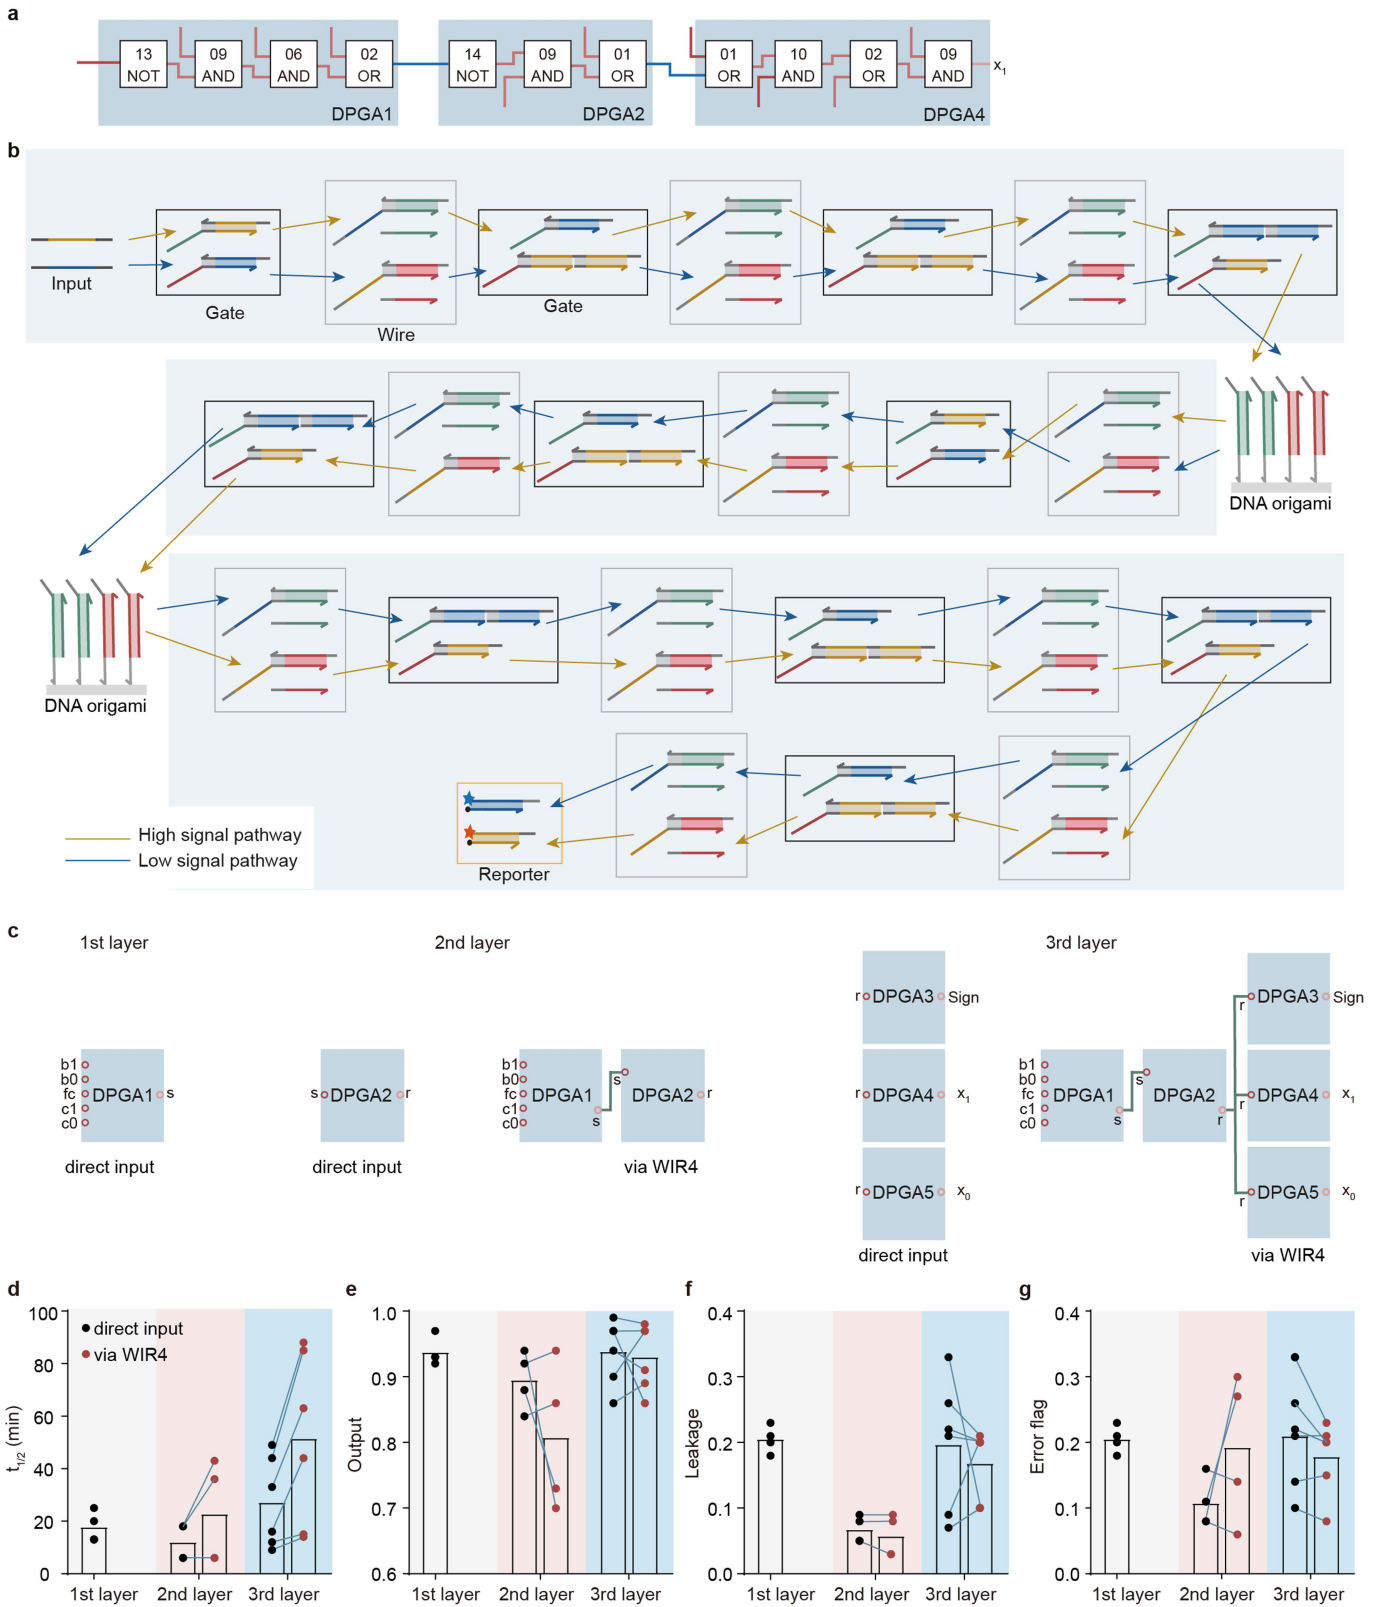 a
13 NOT
09 AND
06 AND
02 OR
DPGA1
14 NOT
09 AND
01 OR
DPGA2
01 OR
10 AND
02 OR
09 AND
DPGA4
x1
b
Input
Gate
Wire
Gate
DNA origami
DNA origami
Reporter
High signal pathway
Low signal pathway
c
1st layer
2nd layer
3rd layer
b1
b0
fc
c1
c0
DPGA1
s
direct input
s
DPGA2
r
direct input
b1
b0
fc
c1
c0
DPGA1
s
s
DPGA2
r
via WIR4
r
DPGA3
Sign
r
DPGA4
x1
r
DPGA5
x0
direct input
b1
b0
fc
c1
c0
DPGA1
s
s
DPGA2
r
r
DPGA3
Sign
r
DPGA4
x1
r
DPGA5
x0
via WIR4
d
t1/2 (min)
100
80
60
40
20
0
direct input
via WIR4
1st layer
2nd layer
3rd layer
e
Output
1.0
0.9
0.8
0.7
0.6
1st layer
2nd layer
3rd layer
f
Leakage
0.4
0.3
0.2
0.1
0.0
1st layer
2nd layer
3rd layer
g
Error flag
0.4
0.3
0.2
0.1
0.0
1st layer
2nd layer
3rd layer